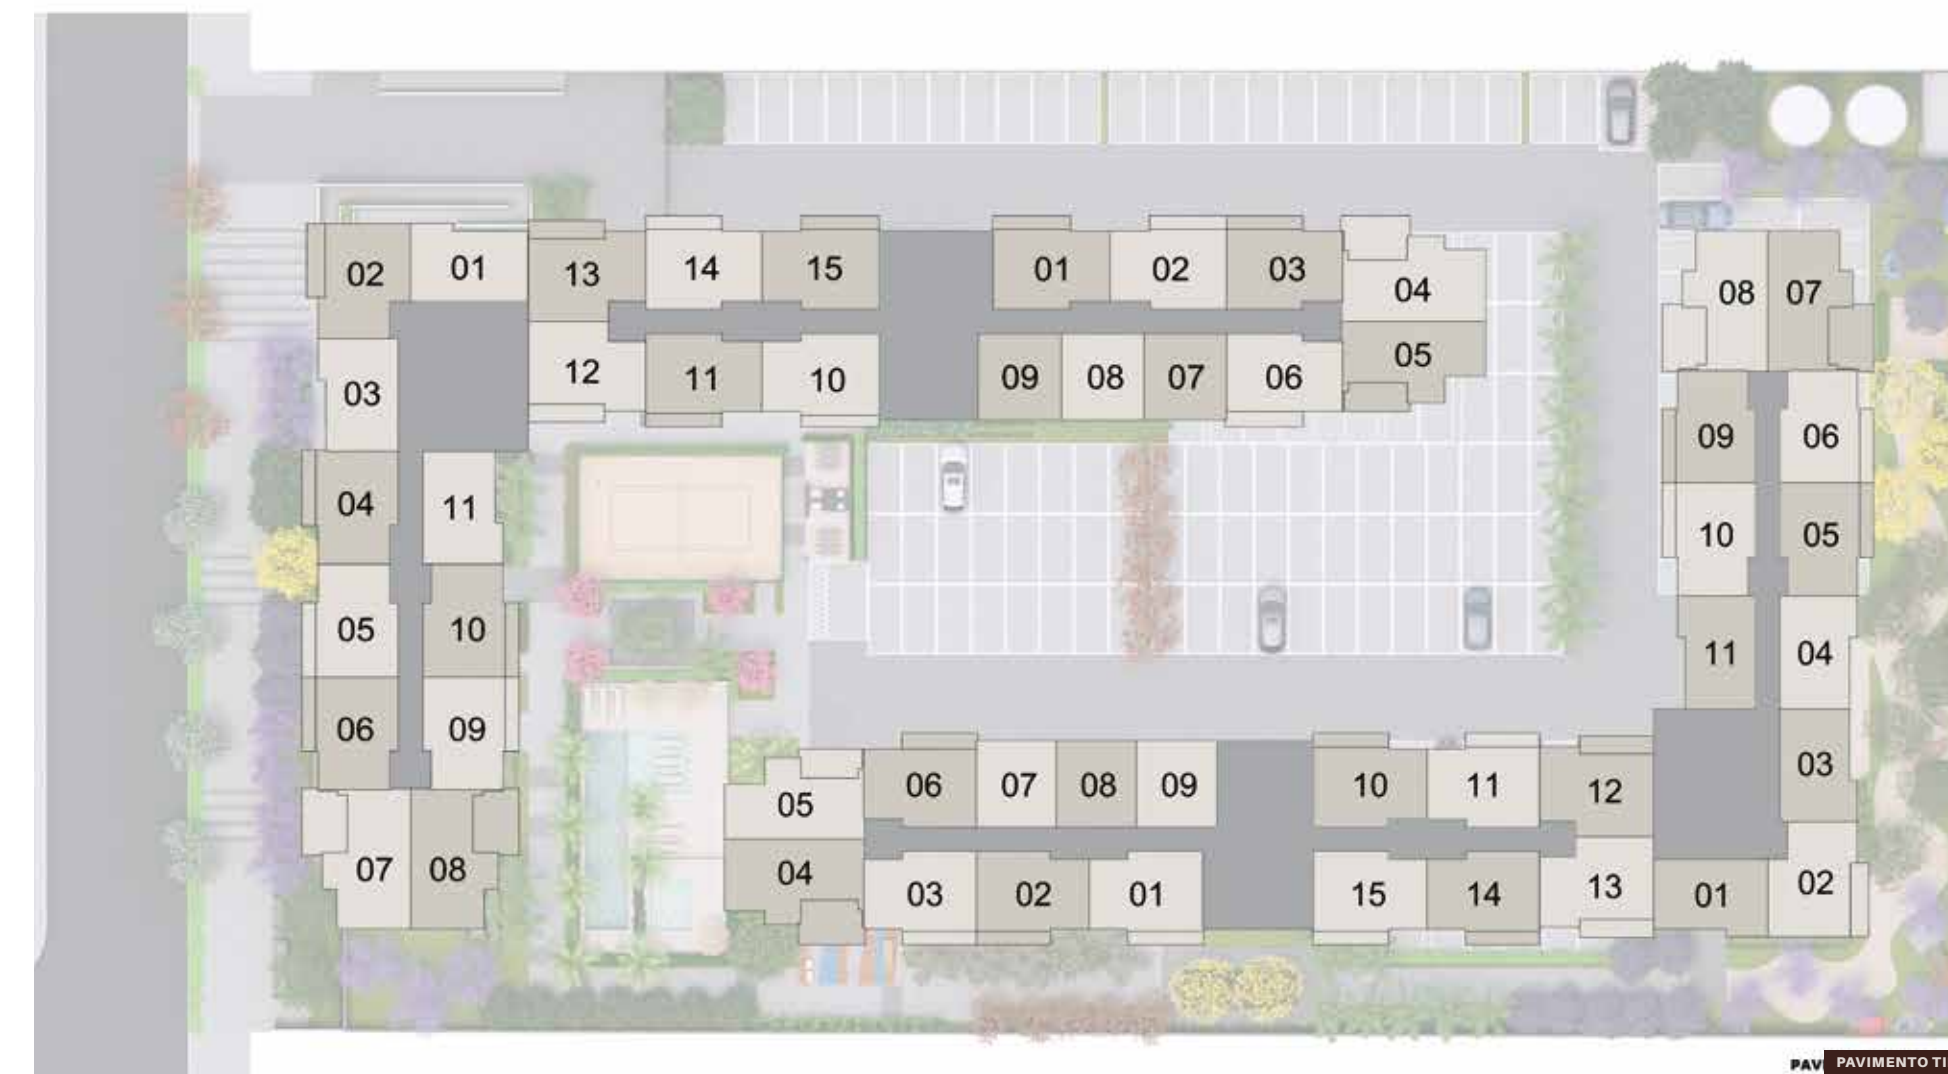 02 01 13 14 15 01 02 03 04 08 07
03 12 11 10 09 08 07 06 05 09 06
04 11 10 05
05 10 11 04
06 09 05 06 07 08 09 10 11 12 03
07 08 04 03 02 01 15 14 13 01 02
PAVIMENTO TI